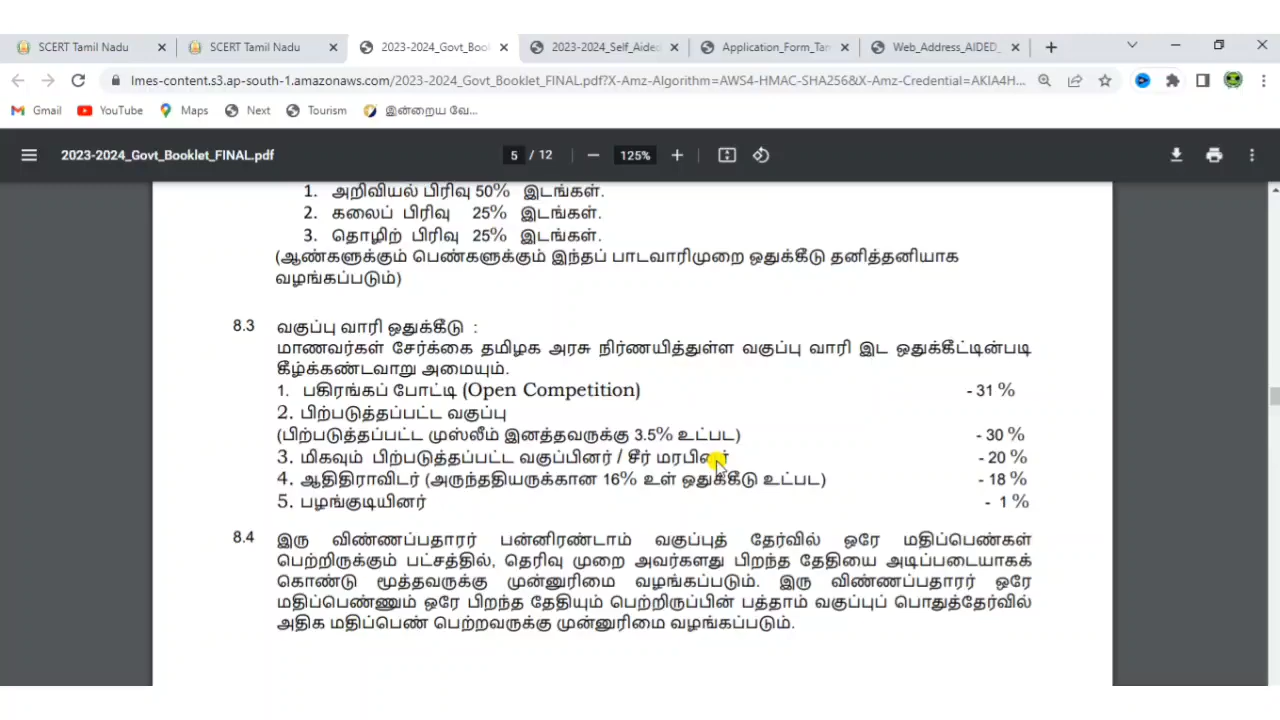 SCERT Tamil Nadu
SCERT Tamil Nadu
2023-2024_Govt_Boo
2023-2024_Self_Aided
Application_Form_Tam
Web_Address_AIDED_
lmes-content.s3.ap-south-1.amazonaws.com/2023-2024_Govt_Booklet_FINAL.pdf?X-Amz-Algorithm=AWS4-HMAC-SHA256&X-Amz-Credential=AKIA4H...
Gmail YouTube Maps Next Tourism இன்றைய வே...
2023-2024_Govt_Booklet_FINAL.pdf 5 / 12 125%
1. அறிவியல் பிரிவு 50% இடங்கள்.
2. கலைப் பிரிவு 25% இடங்கள்.
3. தொழிற் பிரிவு 25% இடங்கள்.
(ஆண்களுக்கும் பெண்களுக்கும் இந்தப் பாடவாரிமுறை ஒதுக்கீடு தனித்தனியாக
வழங்கப்படும்)
8.3 வகுப்பு வாரி ஒதுக்கீடு :
மாணவர்கள் சேர்க்கை தமிழக அரசு நிர்ணயித்துள்ள வகுப்பு வாரி இட ஒதுக்கீட்டின்படி
கீழ்க்கண்டவாறு அமையும்.
1. பகிரங்கப் போட்டி (Open Competition) - 31 %
2. பிற்படுத்தப்பட்ட வகுப்பு
(பிற்படுத்தப்பட்ட முஸ்லீம் இனத்தவருக்கு 3.5% உட்பட) - 30 %
3. மிகவும் பிற்படுத்தப்பட்ட வகுப்பினர் / சீர் மரபினர் - 20 %
4. ஆதிதிராவிடர் (அருந்ததியருக்கான 16% உள் ஒதுக்கீடு உட்பட) - 18 %
5. பழங்குடியினர் - 1 %
8.4 இரு விண்ணப்பதாரர் பன்னிரண்டாம் வகுப்புத் தேர்வில் ஒரே மதிப்பெண்கள்
பெற்றிருக்கும் பட்சத்தில், தெரிவு முறை அவர்களது பிறந்த தேதியை அடிப்படையாகக்
கொண்டு மூத்தவருக்கு முன்னுரிமை வழங்கப்படும். இரு விண்ணப்பதாரர் ஒரே
மதிப்பெண்ணும் ஒரே பிறந்த தேதியும் பெற்றிருப்பின் பத்தாம் வகுப்புப் பொதுத்தேர்வில்
அதிக மதிப்பெண் பெற்றவருக்கு முன்னுரிமை வழங்கப்படும்.